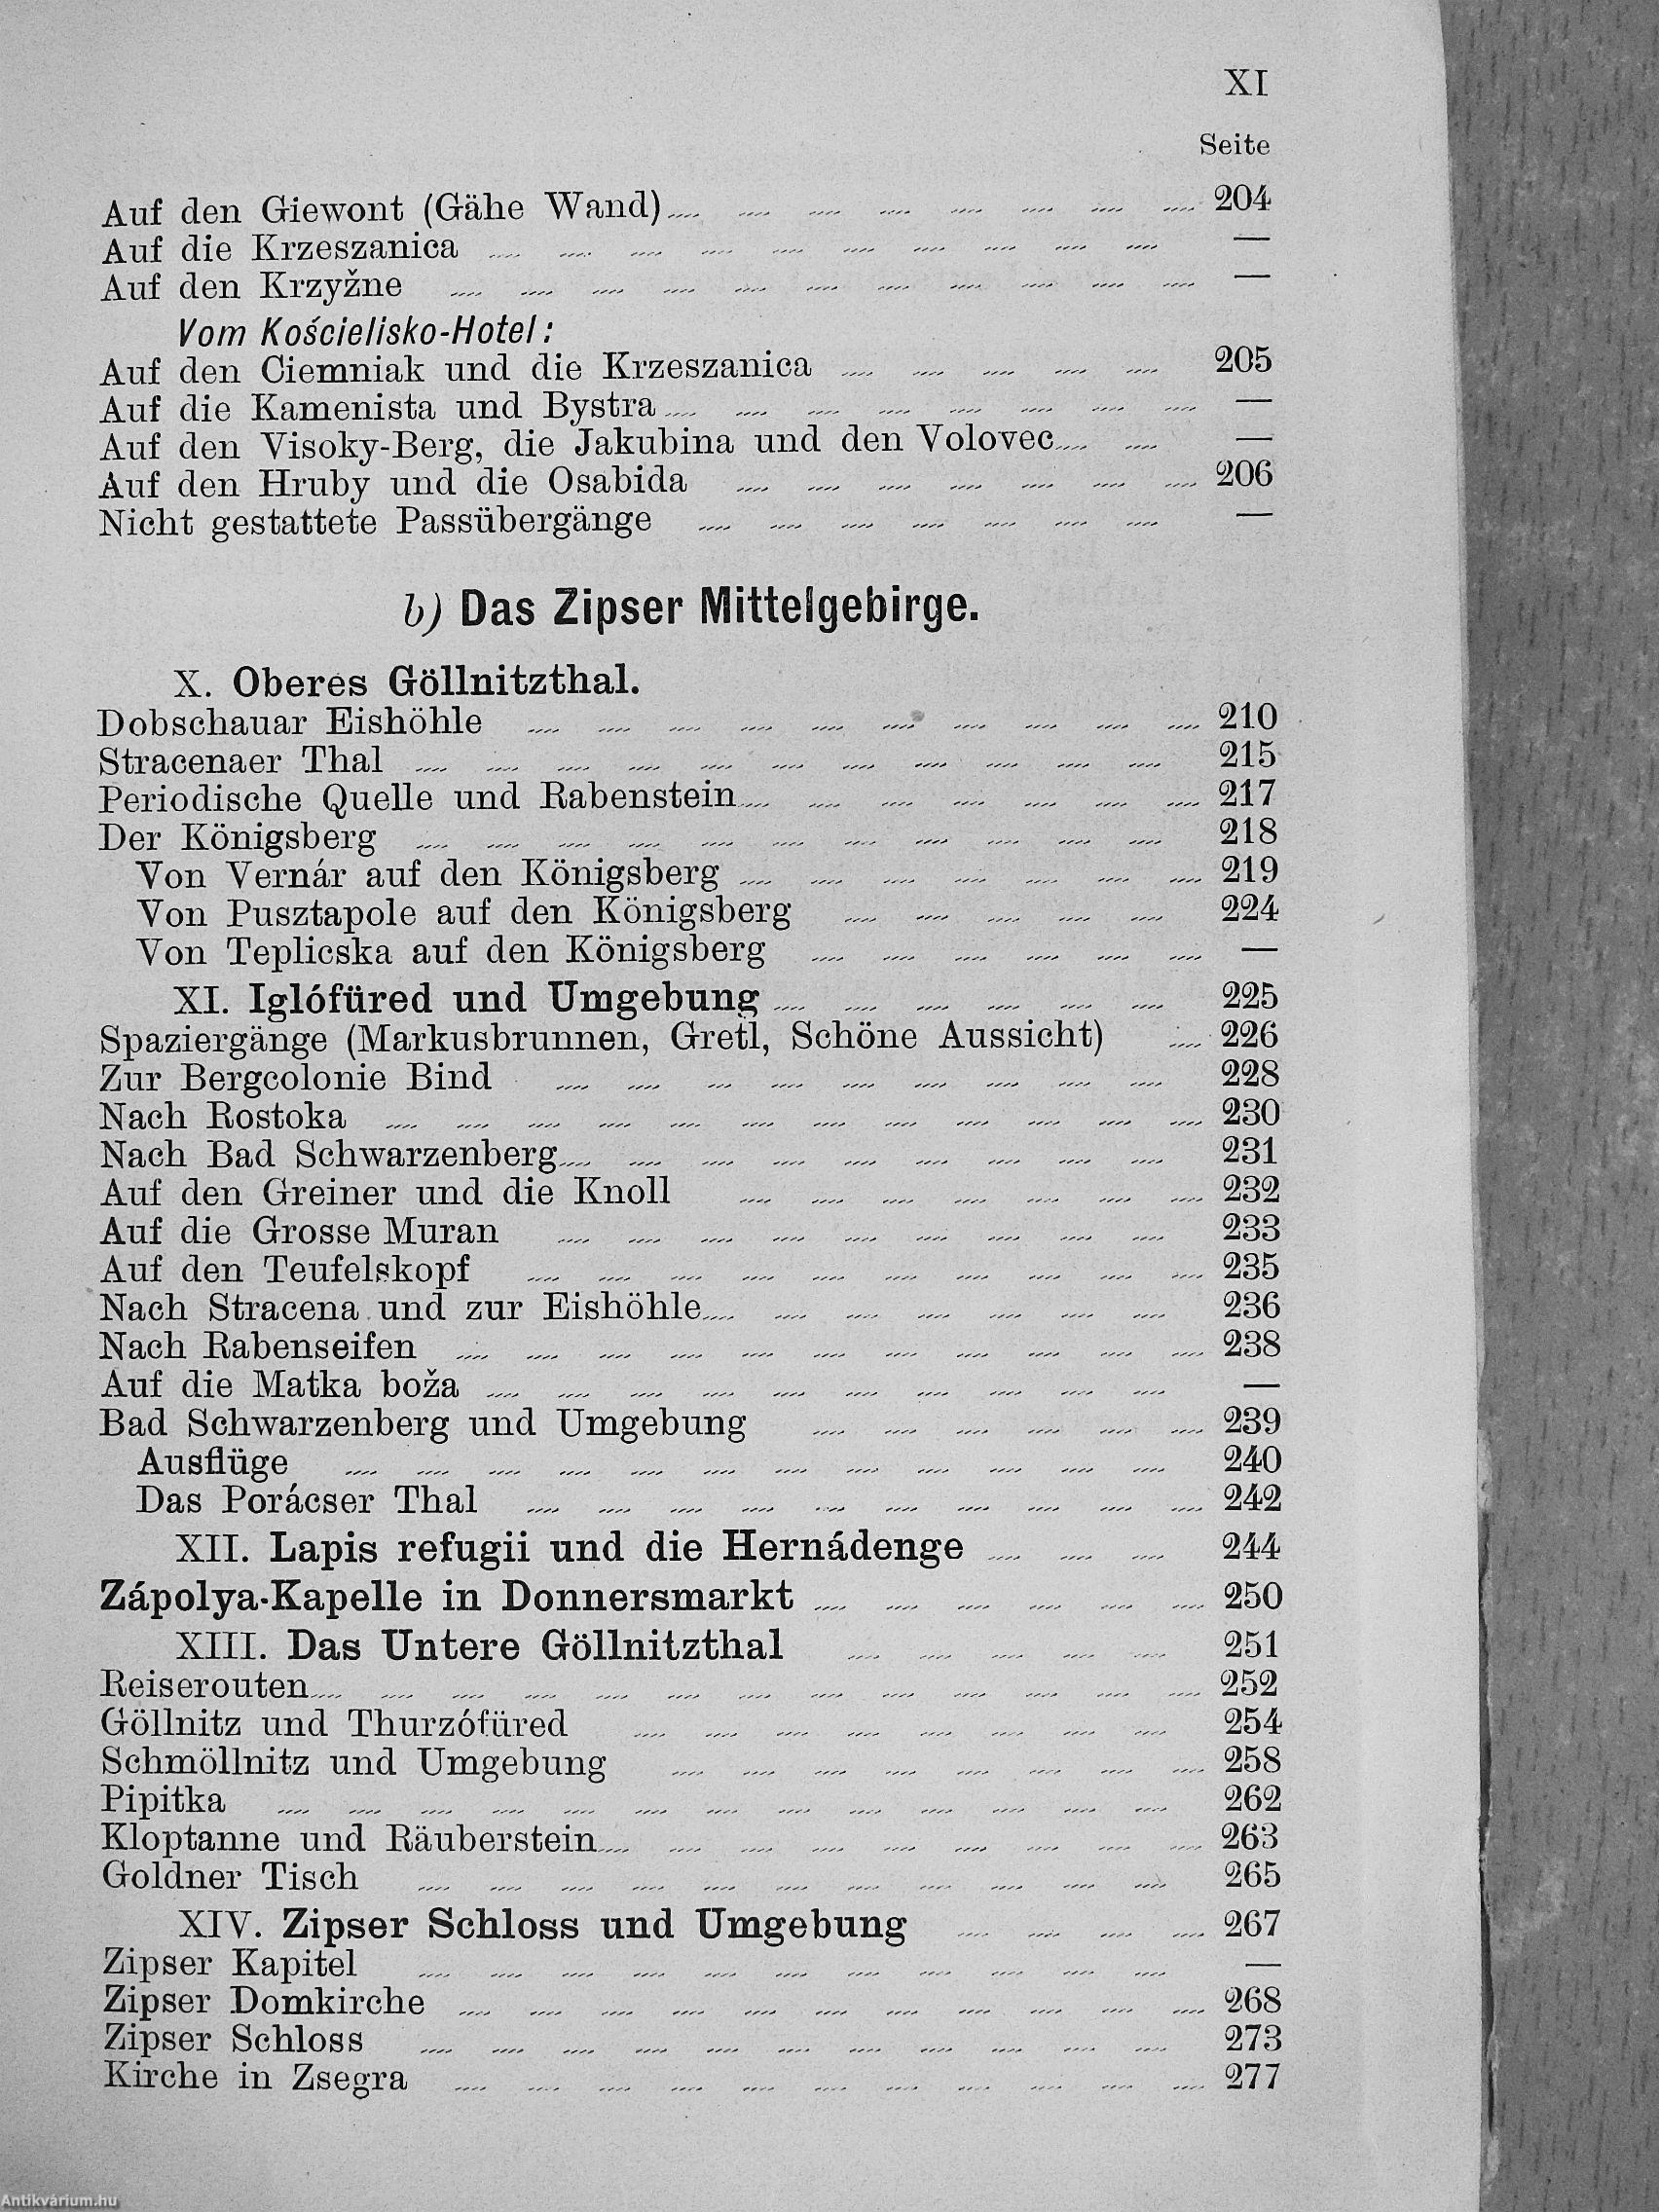 XI
Seite
Auf den Giewont (Gähe Wand) 204
Auf die Krzeszanica —
Auf den Krzyžne —
Vom Kościelisko-Hotel:
Auf den Ciemniak und die Krzeszanica 205
Auf die Kamenista und Bystra —
Auf den Visoky-Berg, die Jakubina und den Volovec —
Auf den Hruby und die Osabida 206
Nicht gestattete Passübergänge —
b) Das Zipser Mittelgebirge.
X. Oberes Göllnitzthal.
Dobschauar Eishöhle 210
Stracenaer Thal 215
Periodische Quelle und Rabenstein 217
Der Königsberg 218
Von Vernár auf den Königsberg 219
Von Pusztapole auf den Königsberg 224
Von Teplicska auf den Königsberg —
XI. Iglófüred und Umgebung 225
Spaziergänge (Markusbrunnen, Gretl, Schöne Aussicht) 226
Zur Bergcolonie Bind 228
Nach Rostoka 230
Nach Bad Schwarzenberg 231
Auf den Greiner und die Knoll 232
Auf die Grosse Muran 233
Auf den Teufelskopf 235
Nach Stracena und zur Eishöhle 236
Nach Rabenseifen 238
Auf die Matka boža —
Bad Schwarzenberg und Umgebung 239
Ausflüge 240
Das Porácser Thal 242
XII. Lapis refugii und die Hernádenge 244
Zápolya-Kapelle in Donnersmarkt 250
XIII. Das Untere Göllnitzthal 251
Reiserouten 252
Göllnitz und Thurzófüred 254
Schmöllnitz und Umgebung 258
Pipitka 262
Kloptanne und Räuberstein 263
Goldner Tisch 265
XIV. Zipser Schloss und Umgebung 267
Zipser Kapitel —
Zipser Domkirche 268
Zipser Schloss 273
Kirche in Zsegra 277
Antikvárium.hu